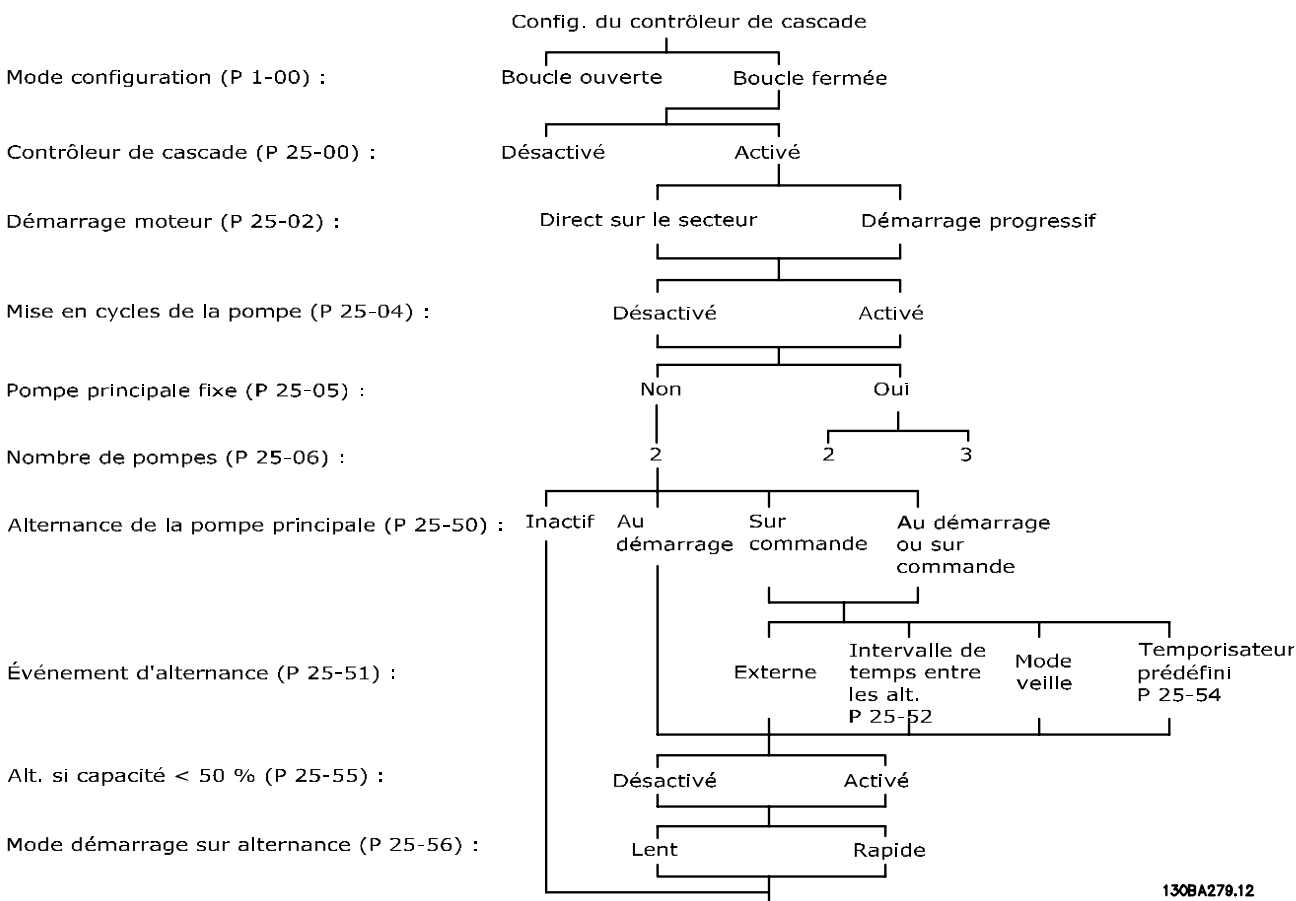 Config. du contrôleur de cascade
Mode configuration (P 1-00) :
Boucle ouverte
Boucle fermée
Contrôleur de cascade (P 25-00) :
Désactivé
Activé
Démarrage moteur (P 25-02) :
Direct sur le secteur
Démarrage progressif
Mise en cycles de la pompe (P 25-04) :
Désactivé
Activé
Pompe principale fixe (P 25-05) :
Non
Oui
Nombre de pompes (P 25-06) :
2
2
3
Alternance de la pompe principale (P 25-50) :
Inactif
Au
démarrage
Sur
commande
Au démarrage
ou sur
commande
Événement d'alternance (P 25-51) :
Externe
Intervalle de
temps entre
les alt.
P 25-52
Mode
veille
Temporisateur
prédéfini
P 25-54
Alt. si capacité < 50 % (P 25-55) :
Désactivé
Activé
Mode démarrage sur alternance (P 25-56) :
Lent
Rapide
130BA279.12